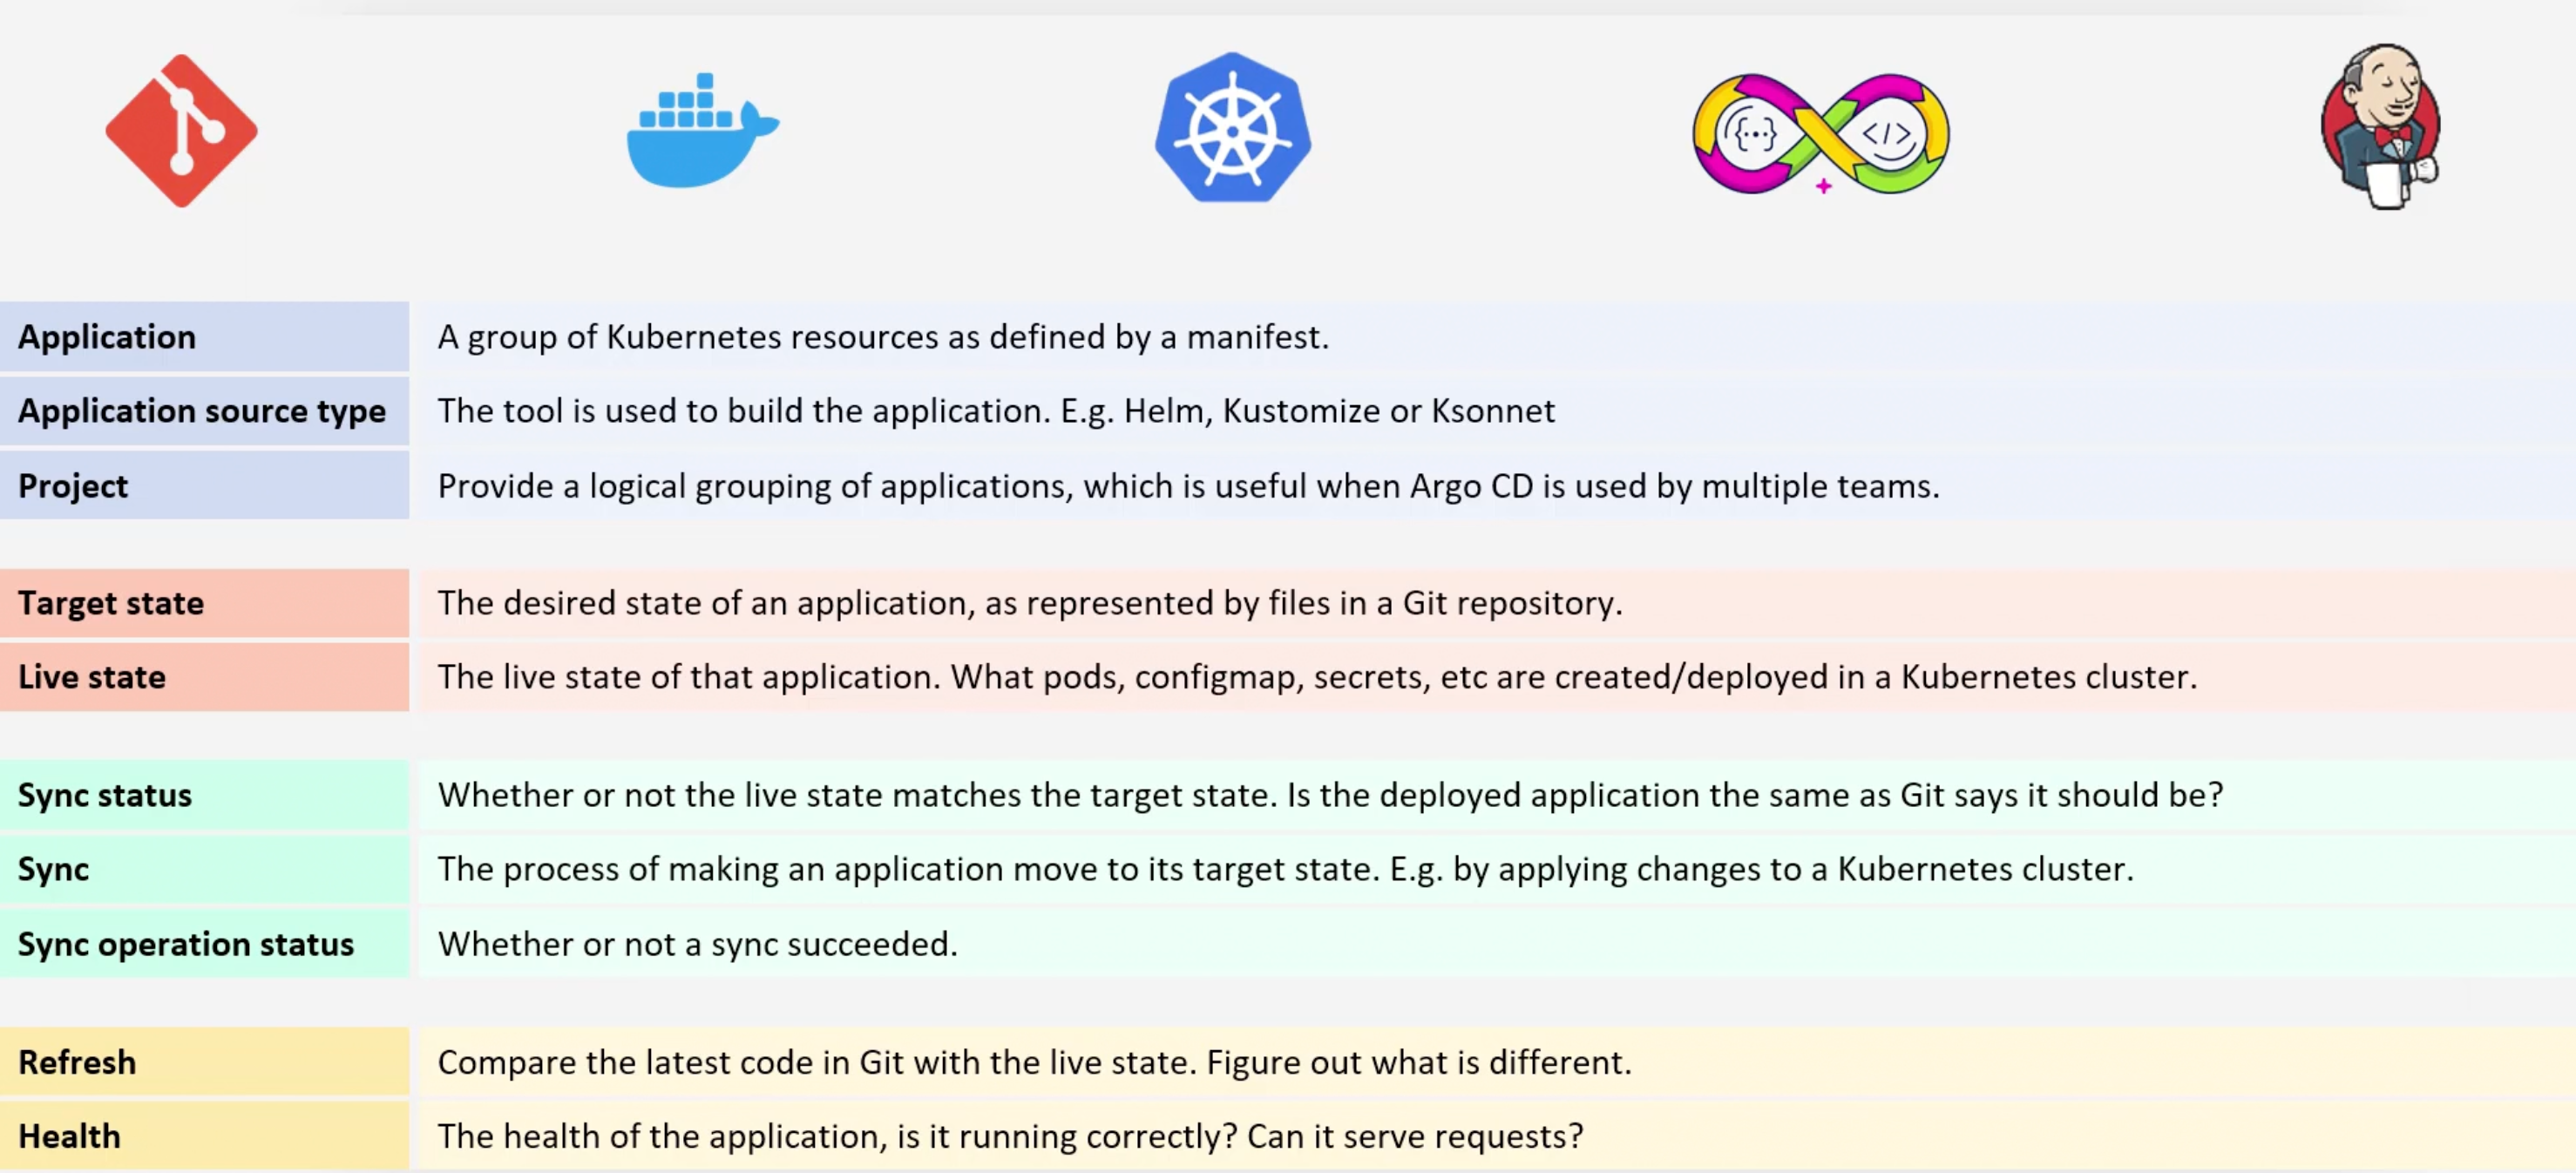 Application
A group of Kubernetes resources as defined by a manifest.
Application source type
The tool is used to build the application. E.g. Helm, Kustomize or Ksonnet
Project
Provide a logical grouping of applications, which is useful when Argo CD is used by multiple teams.
Target state
The desired state of an application, as represented by files in a Git repository.
Live state
The live state of that application. What pods, configmap, secrets, etc are created/deployed in a Kubernetes cluster.
Sync status
Whether or not the live state matches the target state. Is the deployed application the same as Git says it should be?
Sync
The process of making an application move to its target state. E.g. by applying changes to a Kubernetes cluster.
Sync operation status
Whether or not a sync succeeded.
Refresh
Compare the latest code in Git with the live state. Figure out what is different.
Health
The health of the application, is it running correctly? Can it serve requests?